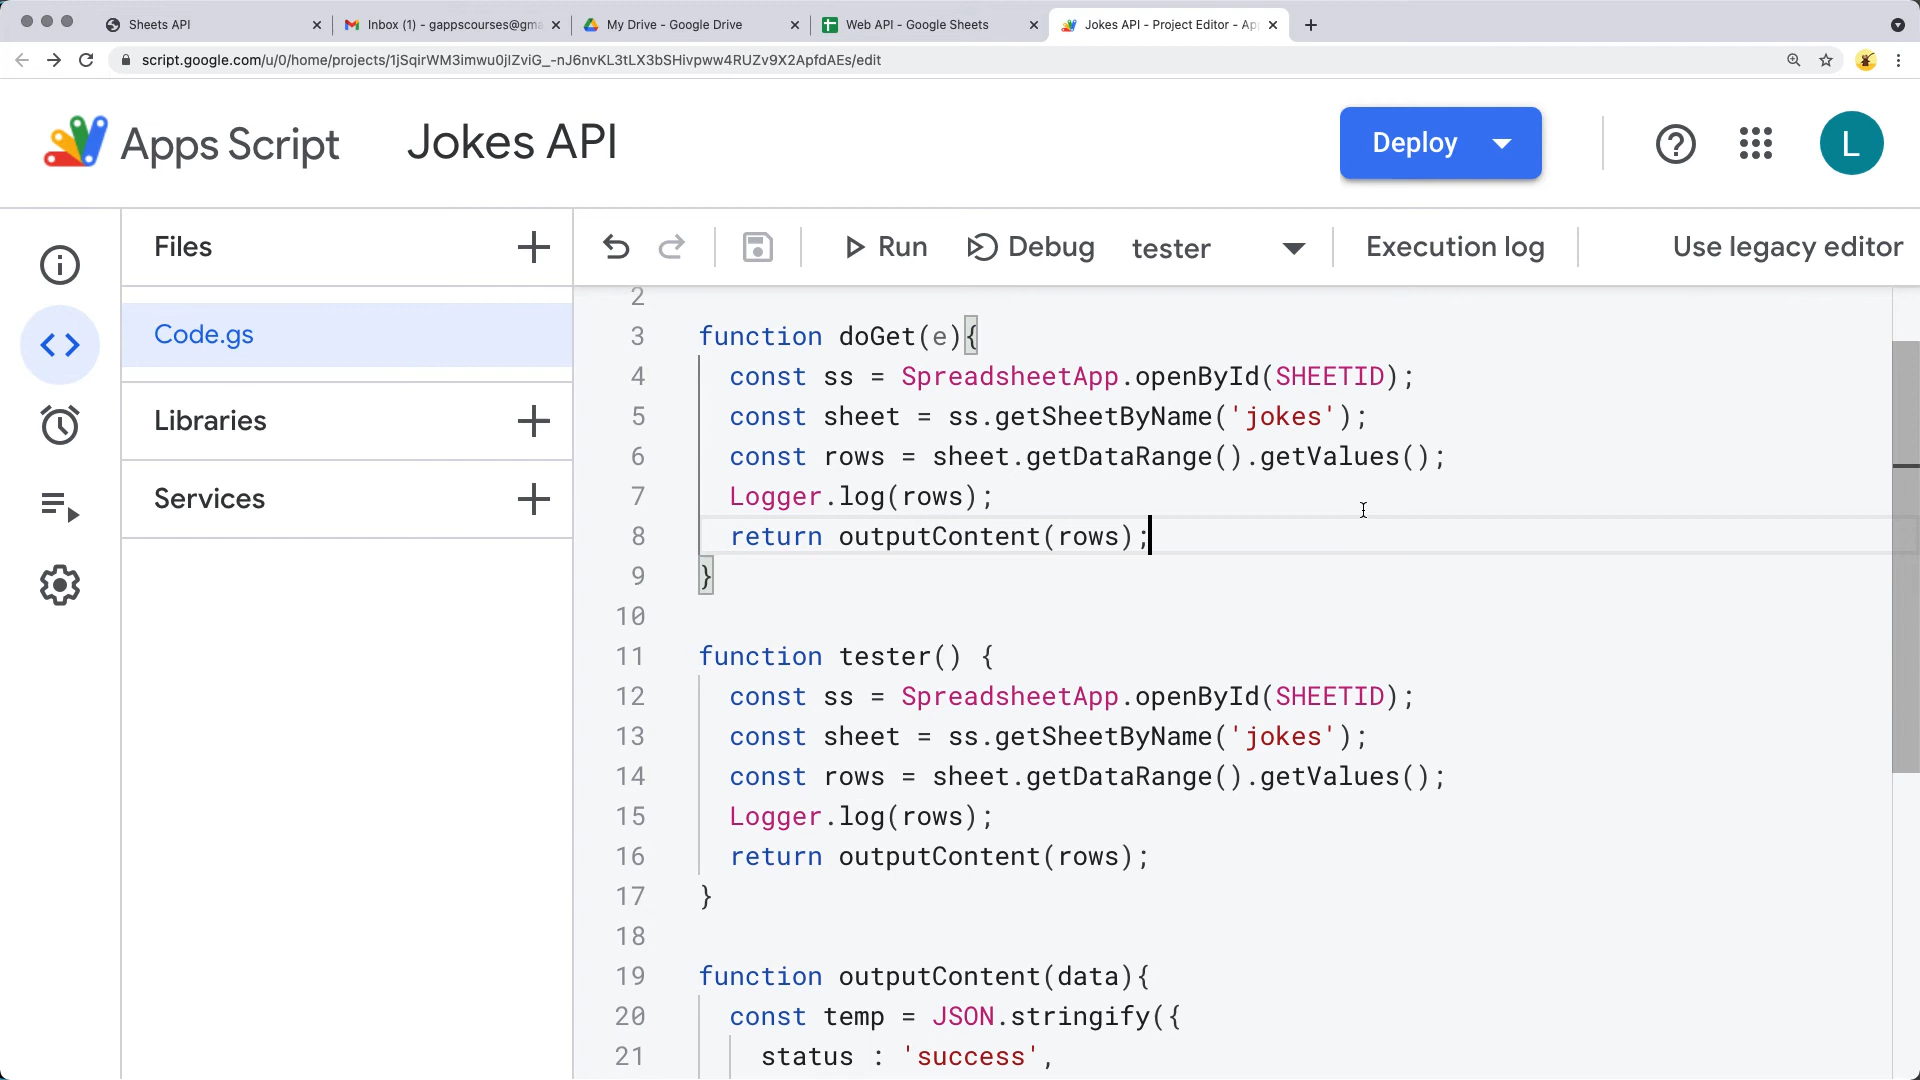 Sheets API
Inbox (1) - gappscourses@gm
My Drive - Google Drive
Web API - Google Sheets
Jokes API - Project Editor - Ap
script.google.com/u/0/home/projects/1jSqirWM3imwu0jIZviG_-nJ6nvKL3tLX3bSHivpww4RUZv9X2ApfdAEs/edit
Apps Script
Jokes API
Deploy
L
Files
Run
Debug
tester
Execution log
Use legacy editor
Code.gs
Libraries
Services
2
3 function doGet(e){
4 const ss = SpreadsheetApp.openById(SHEETID);
5 const sheet = ss.getSheetByName('jokes');
6 const rows = sheet.getDataRange().getValues();
7 Logger.log(rows);
8 return outputContent(rows);
9 }
10
11 function tester() {
12 const ss = SpreadsheetApp.openById(SHEETID);
13 const sheet = ss.getSheetByName('jokes');
14 const rows = sheet.getDataRange().getValues();
15 Logger.log(rows);
16 return outputContent(rows);
17 }
18
19 function outputContent(data){
20 const temp = JSON.stringify({
21 status : 'success',